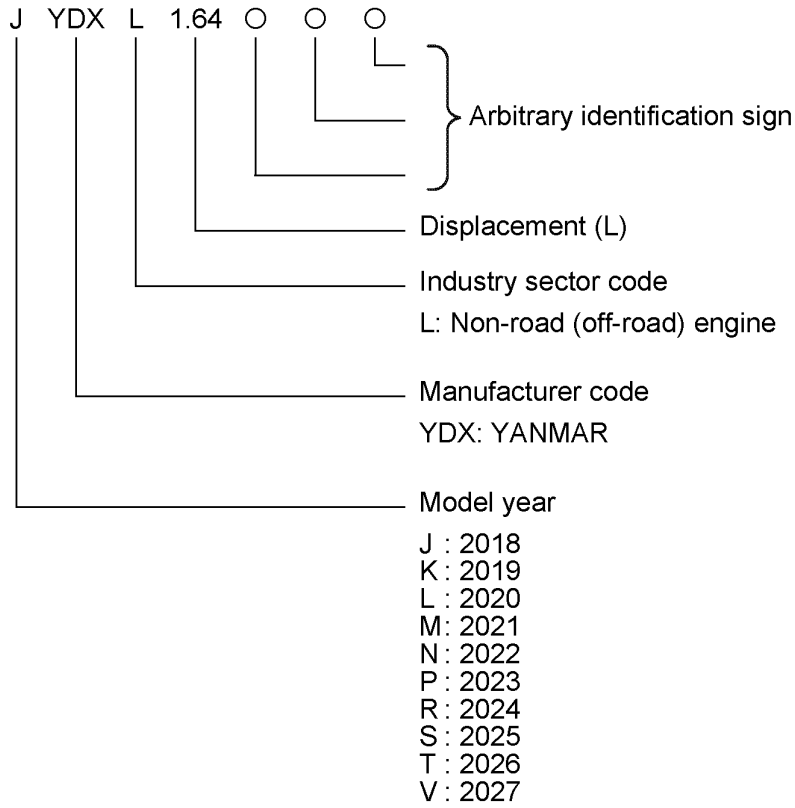 J YDX L 1.64 ○ ○ ○
Arbitrary identification sign
Displacement (L)
Industry sector code
L: Non-road (off-road) engine
Manufacturer code
YDX: YANMAR
Model year
J : 2018
K : 2019
L : 2020
M : 2021
N : 2022
P : 2023
R : 2024
S : 2025
T : 2026
V : 2027